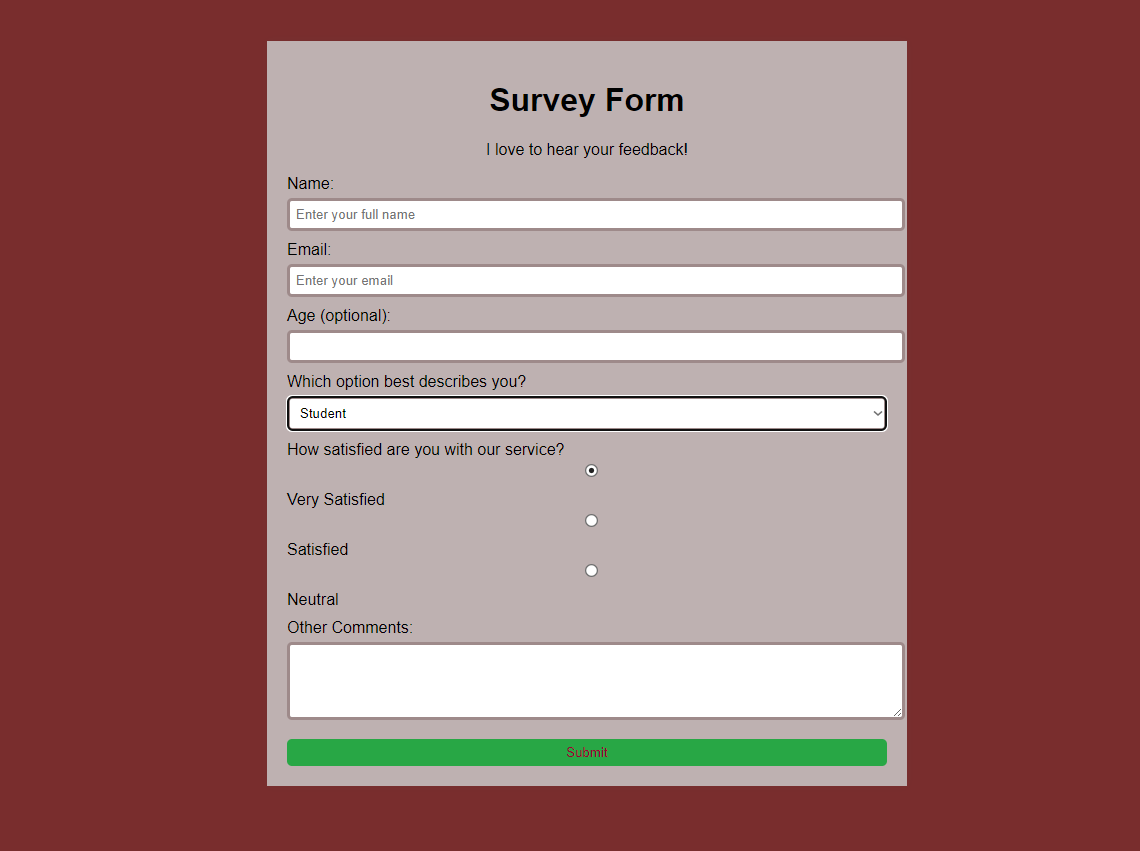 Survey Form
I love to hear your feedback!
Name:
Enter your full name
Email:
Enter your email
Age (optional):
Which option best describes you?
Student
How satisfied are you with our service?
Very Satisfied
Satisfied
Neutral
Other Comments:
Submit